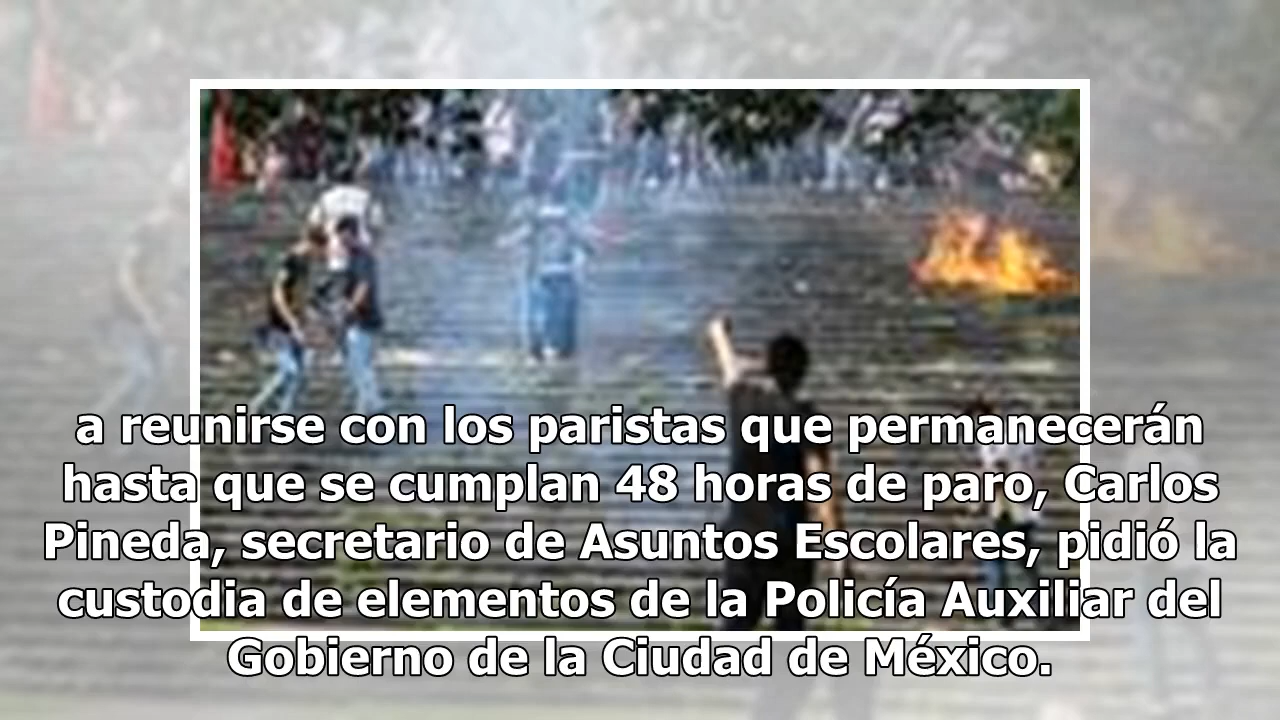 a reunirse con los paristas que permanecerán
hasta que se cumplan 48 horas de paro, Carlos
Pineda, secretario de Asuntos Escolares, pidió la
custodia de elementos de la Policía Auxiliar del
Gobierno de la Ciudad de México.